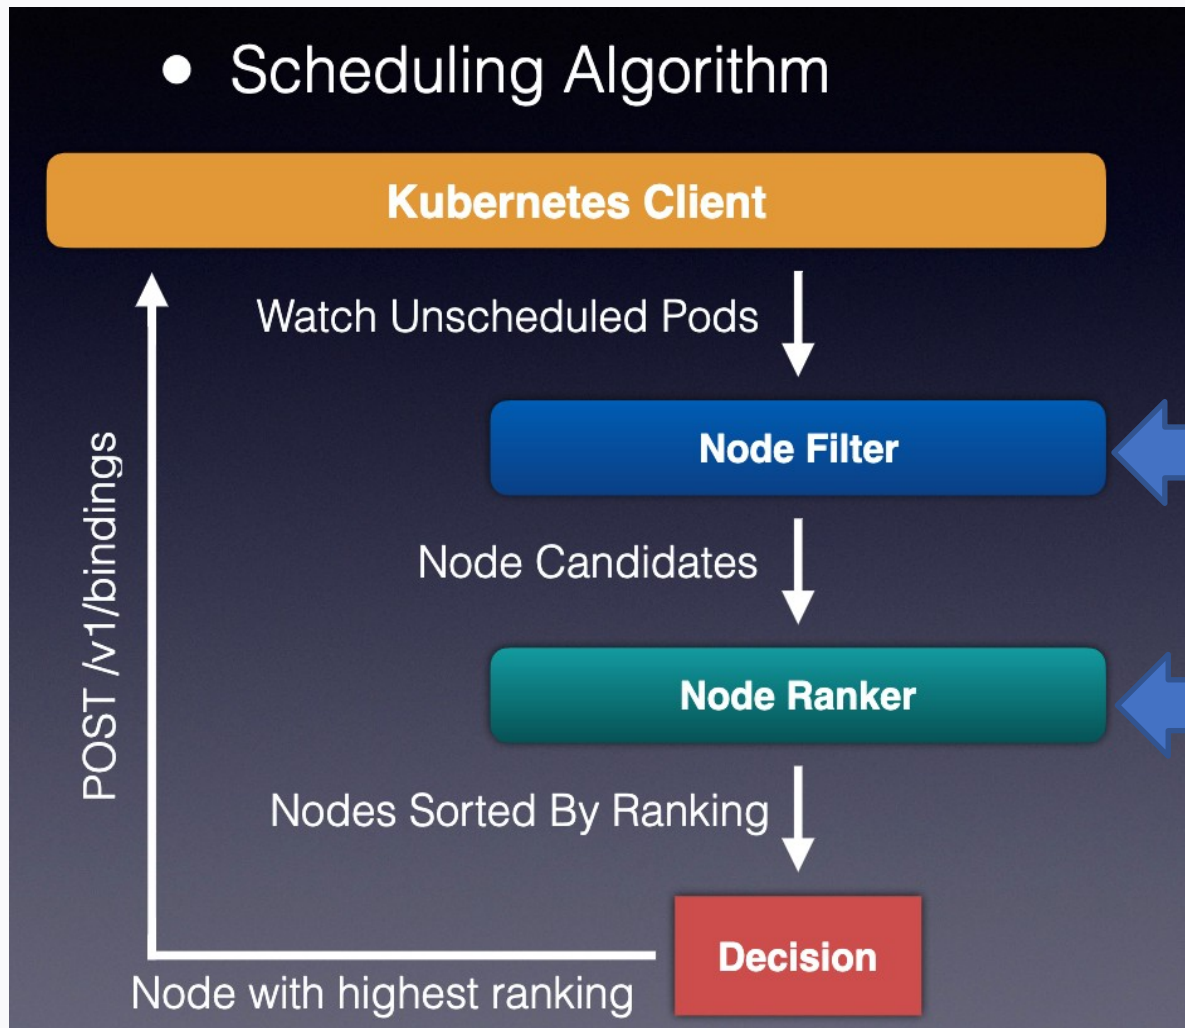 • Scheduling Algorithm
Kubernetes Client
Watch Unscheduled Pods
Node Filter
POST /v1/bindings
Node Candidates
Node Ranker
Nodes Sorted By Ranking
Decision
Node with highest ranking